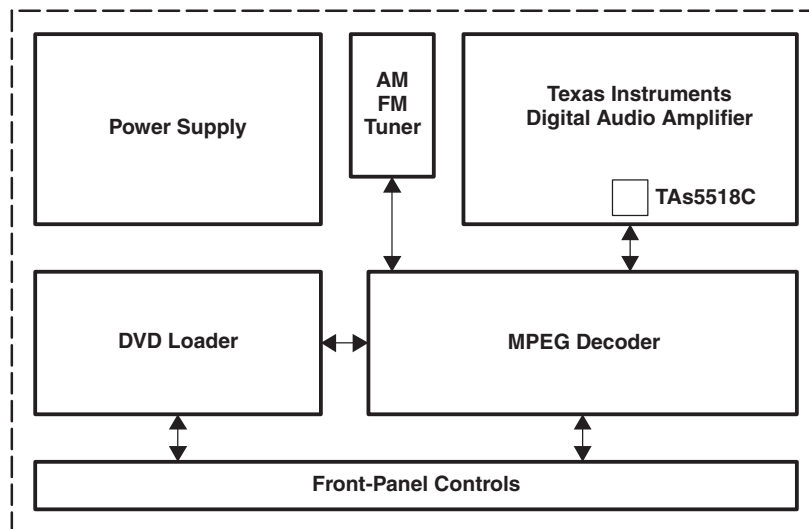 Power Supply
AM
FM
Tuner
Texas Instruments
Digital Audio Amplifier
TAs5518C
DVD Loader
MPEG Decoder
Front-Panel Controls